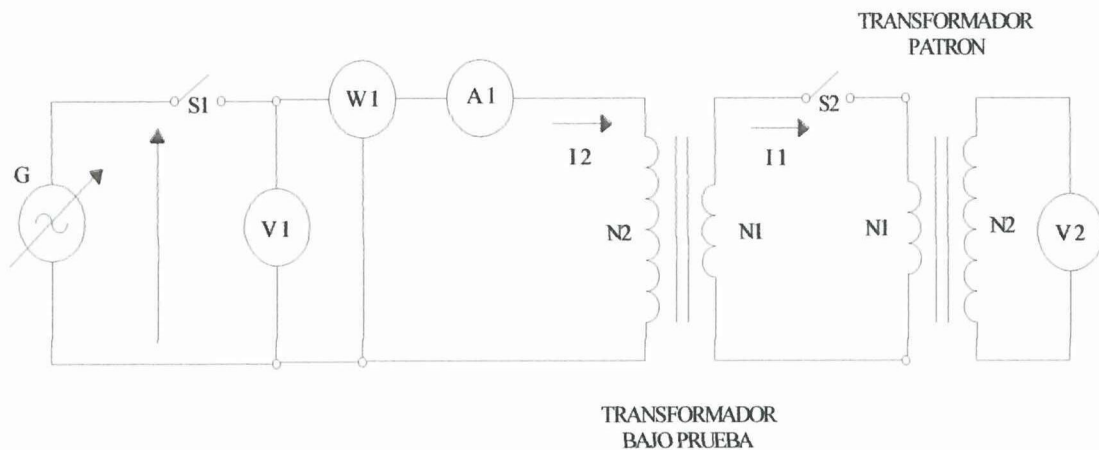 TRANSFORMADOR
PATRON
S1
W1
A1
S2
I2
I1
G
V1
N2
N1
N1
N2
V2
TRANSFORMADOR
BAJO PRUEBA